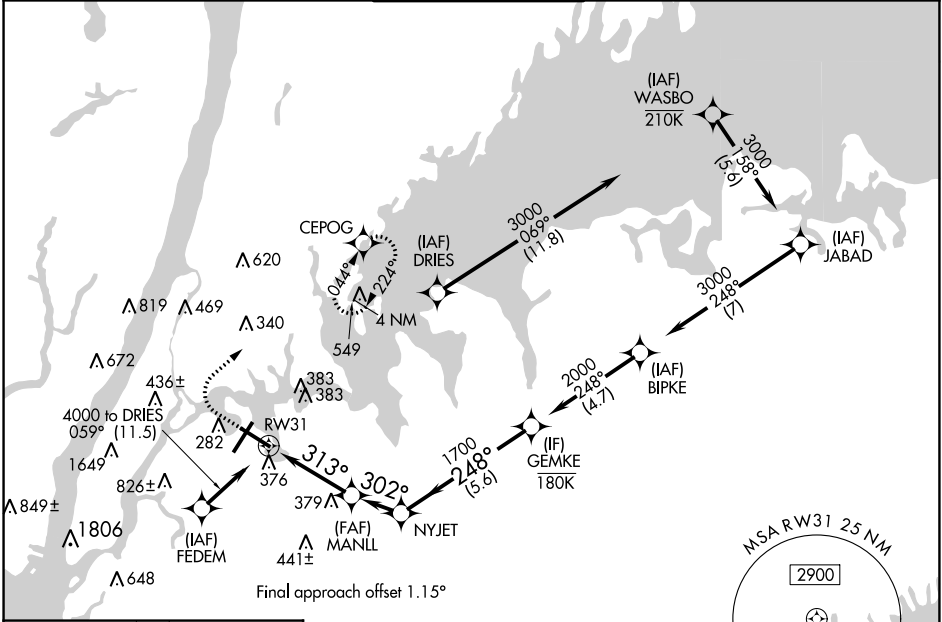 (IAF)
WASBO
210K
3000
158°
(5.6)
CEPOG
044°
224°
4 NM
549
(IAF)
DRIES
3000
069°
(11.8)
(IAF)
JABAD
3000
248°
(7)
620
819
469
340
672
436±
383
383
(IAF)
BIPKE
2000
248°
(4.7)
4000 to DRIES
059° (11.5)
282
RW31
376
1649
826±
849±
1806
648
(IAF)
FEDEM
313°
302°
379
(FAF)
MANLL
441±
NYJET
1700
248°
(5.6)
(IF)
GEMKE
180K
Final approach offset 1.15°
MSA RW31 25 NM
2900